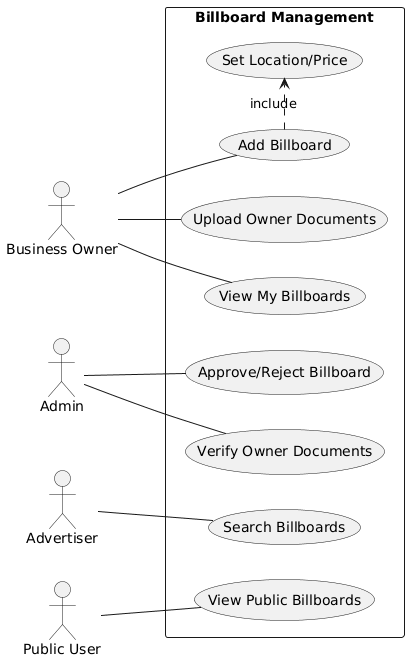 Billboard Management
Set Location/Price
include
Add Billboard
Business Owner
Upload Owner Documents
View My Billboards
Admin
Approve/Reject Billboard
Verify Owner Documents
Advertiser
Search Billboards
Public User
View Public Billboards